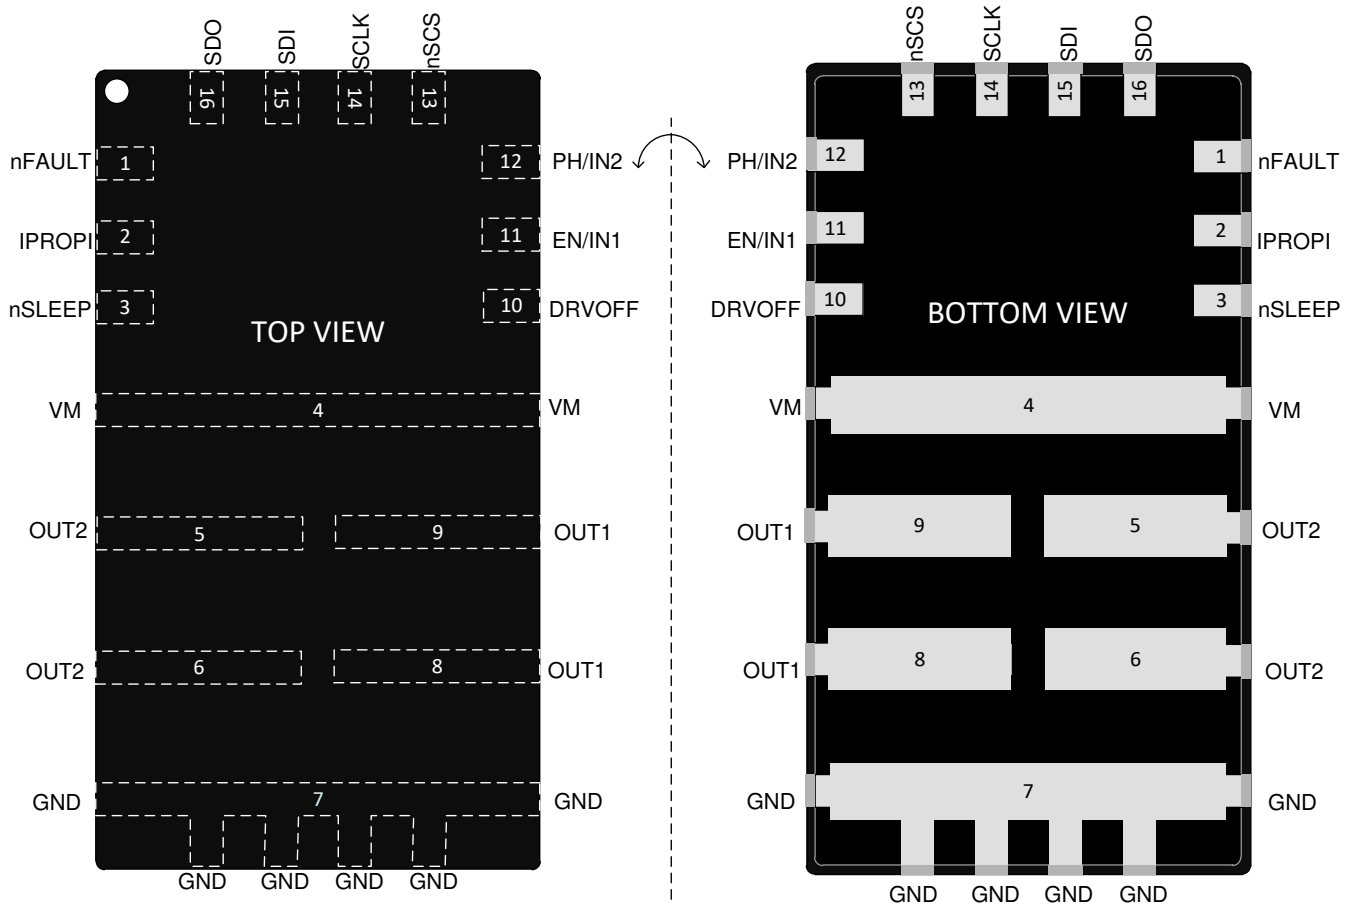 SDO SDI SCLK nSCS
16 15 14 13
nFAULT 1 12 PH/IN2
IPROPI 2 11 EN/IN1
nSLEEP 3 10 DRVOFF
TOP VIEW
VM 4 VM
OUT2 5 9 OUT1
OUT2 6 8 OUT1
GND 7 GND
GND GND GND GND
nSCS SCLK SDI SDO
13 14 15 16
PH/IN2 12 1 nFAULT
EN/IN1 11 2 IPROPI
DRVOFF 10 3 nSLEEP
BOTTOM VIEW
VM 4 VM
OUT1 9 5 OUT2
OUT1 8 6 OUT2
GND 7 GND
GND GND GND GND